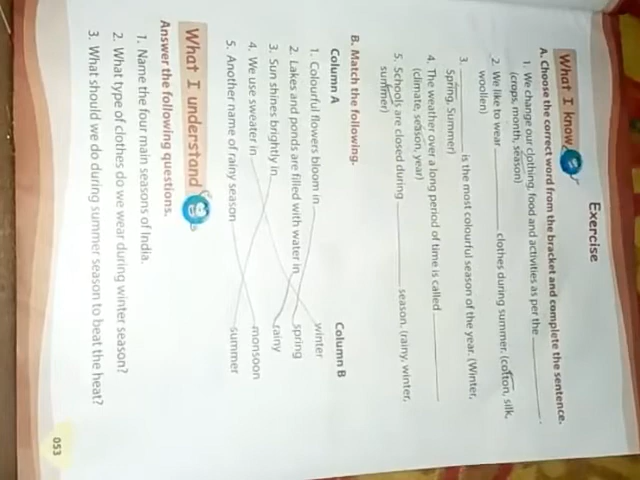 Exercise
What I know
A. Choose the correct word from the bracket and complete the sentence.
1. We change our clothing, food and activities as per the ________.
(crops, month, season)
2. We like to wear ________ clothes during summer. (cotton, silk,
woollen)
3. ________ is the most colourful season of the year. (Winter,
Spring, Summer)
4. The weather over a long period of time is called ________
(climate, season, year)
5. Schools are closed during ________ season. (rainy, winter,
summer)
B. Match the following.
Column A Column B
1. Colourful flowers bloom in winter
2. Lakes and ponds are filled with water in spring
3. Sun shines brightly in rainy
4. We use sweater in monsoon
5. Another name of rainy season summer
What I understand
Answer the following questions.
1. Name the four main seasons of India.
2. What type of clothes do we wear during winter season?
3. What should we do during summer season to beat the heat?
053